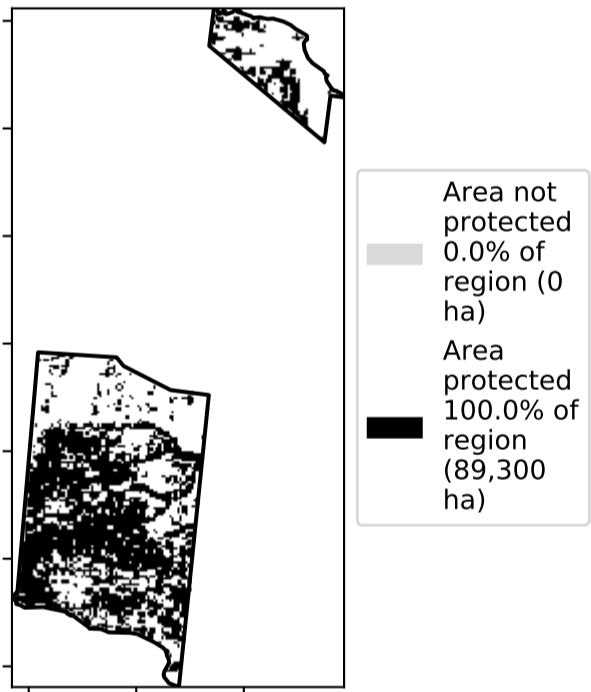 Area not
protected
0.0% of
region (0
ha)
Area
protected
100.0% of
region
(89,300
ha)